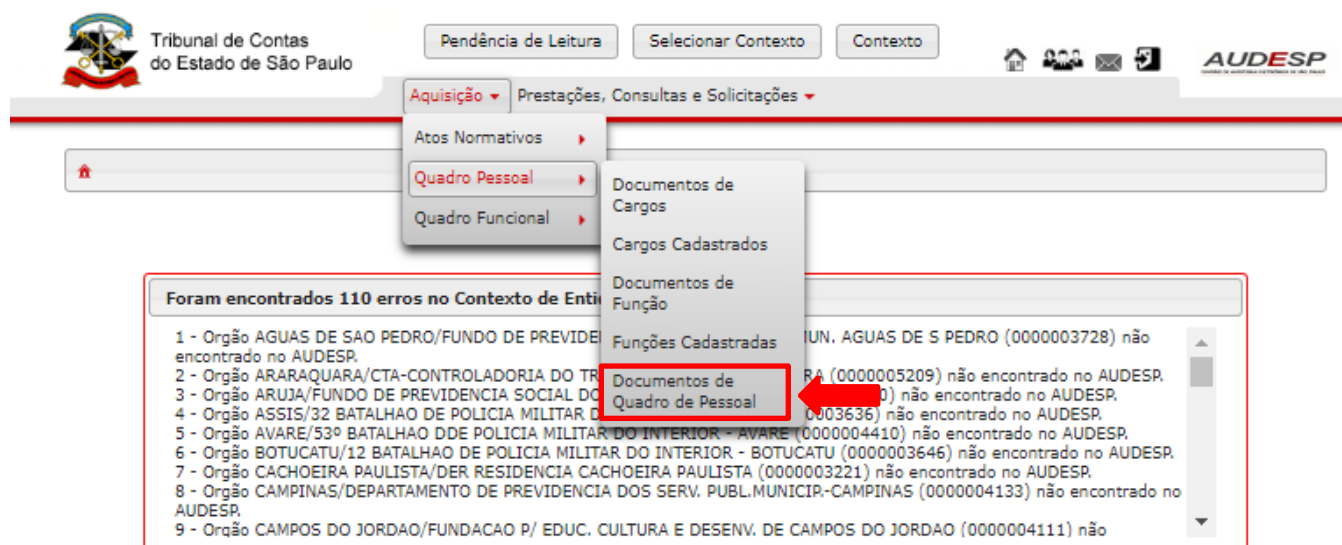 Tribunal de Contas
do Estado de São Paulo
Pendência de Leitura
Selecionar Contexto
Contexto
AUDESP
Aquisição
Prestações, Consultas e Solicitações
Atos Normativos
Quadro Pessoal
Quadro Funcional
Documentos de
Cargos
Cargos Cadastrados
Documentos de
Função
Funções Cadastradas
Documentos de
Quadro de Pessoal
Foram encontrados 110 erros no Contexto de
1 - Orgão AGUAS DE SAO PEDRO/FUNDO DE MUN. AGUAS DE S PEDRO (0000003728) não
encontrado no AUDESP.
2 - Orgão ARARAQUARA/CTA-CONTROLADORIA DO (0000005209) não encontrado no AUDESP.
3 - Orgão ARUJA/FUNDO DE PREVIDENCIA SOCIAL não encontrado no AUDESP.
4 - Orgão ASSIS/32 BATALHAO DE POLICIA MILITAR não encontrado no AUDESP.
5 - Orgão AVARE/53º BATALHAO DDE POLICIA MILITAR DO INTERIOR - AVARE (0000004410) não encontrado no AUDESP.
6 - Orgão BOTUCATU/12 BATALHAO DE POLICIA MILITAR DO INTERIOR - BOTUCATU (0000003646) não encontrado no AUDESP.
7 - Orgão CACHOEIRA PAULISTA/DER RESIDENCIA CACHOEIRA PAULISTA (0000003221) não encontrado no AUDESP.
8 - Orgão CAMPINAS/DEPARTAMENTO DE PREVIDENCIA DOS SERV. PUBL.MUNICIP.-CAMPINAS (0000004133) não encontrado no
AUDESP.
9 - Orgão CAMPOS DO JORDAO/FUNDACAO P/ EDUC. CULTURA E DESENV. DE CAMPOS DO JORDAO (0000004111) não